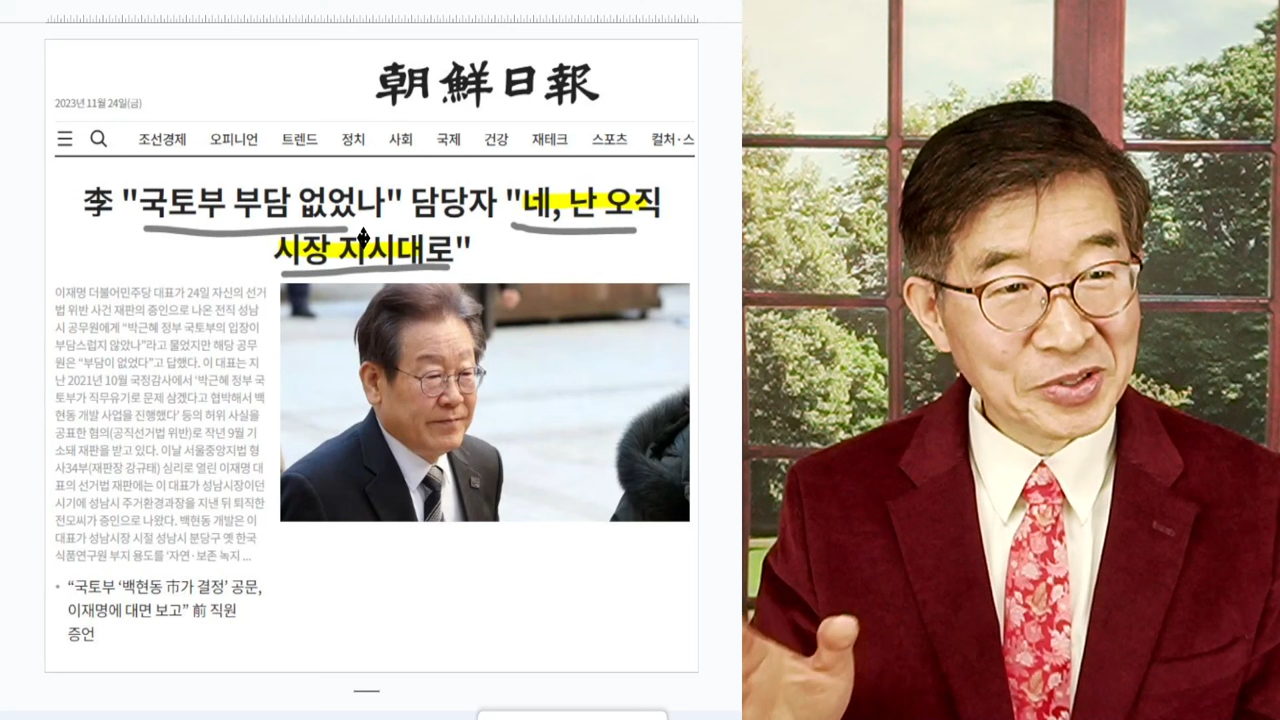 朝鮮日報
2023년 11월 24일(금)
조선경제 오피니언 트렌드 정치 사회 국제 건강 재테크 스포츠 컬처·스
李 "국토부 부담 없었나" 담당자 "네, 난 오직
시장 지시대로"
이재명 더불어민주당 대표가 24일 자신의 선거
법 위반 사건 재판의 증인으로 나온 전직 성남
시 공무원에게 “박근혜 정부 국토부의 입장이
부담스럽지 않았나”라고 물었지만 해당 공무
원은 “부담이 없었다”고 답했다. 이 대표는 지
난 2021년 10월 국정감사에서 ‘박근혜 정부 국
토부가 직무유기로 문제 삼겠다고 협박해서 백
현동 개발 사업을 진행했다’ 등의 허위 사실을
공표한 혐의(공직선거법 위반)로 작년 9월 기
소돼 재판을 받고 있다. 이날 서울중앙지법 형
사34부(재판장 강규태) 심리로 열린 이재명 대
표의 선거법 재판에는 이 대표가 성남시장이던
시기에 성남시 주거환경과장을 지낸 뒤 퇴직한
전모씨가 증인으로 나왔다. 백현동 개발은 이
대표가 성남시장 시절 성남시 분당구 옛 한국
식품연구원 부지 용도를 ‘자연·보존 녹지 ...
• “국토부 ‘백현동 市가 결정’ 공문,
이재명에 대면 보고” 前 직원
증언